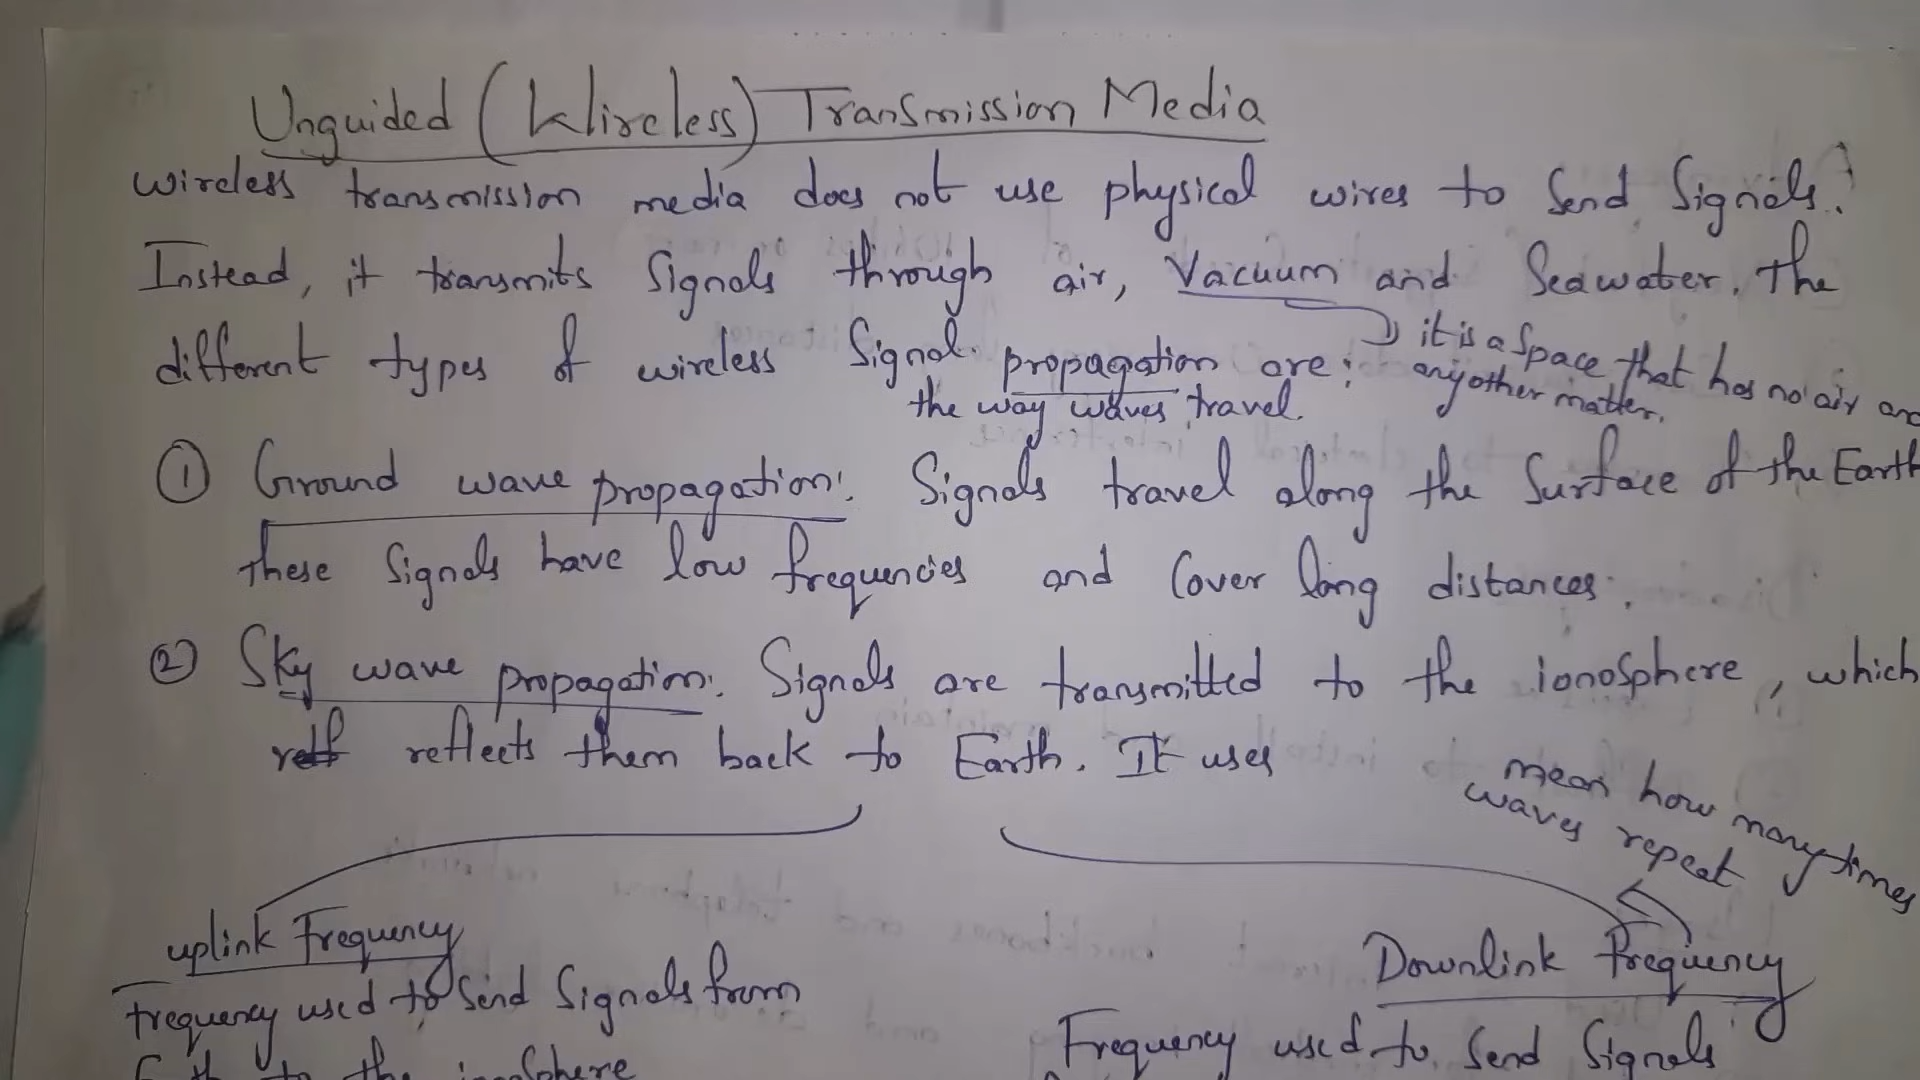 Unguided (Wireless) Transmission Media
wireless transmission media does not use physical wires to Send Signals.
Instead, it transmits Signals through air, Vacuum and Seawater. The
it is a Space that has no air and
different types of wireless Signal propagation are:
any other matter.
the way waves travel.
① Ground wave propagation: Signals travel along the Surface of the Earth
these Signals have low frequencies and Cover long distances.
② Sky wave propagation: Signals are transmitted to the ionosphere, which
reflects them back to Earth. It uses
mean how many times
waves repeat
uplink Frequency
Downlink Frequency
Frequency used to Send Signals from
Frequency used to Send Signals
to the ionosphere